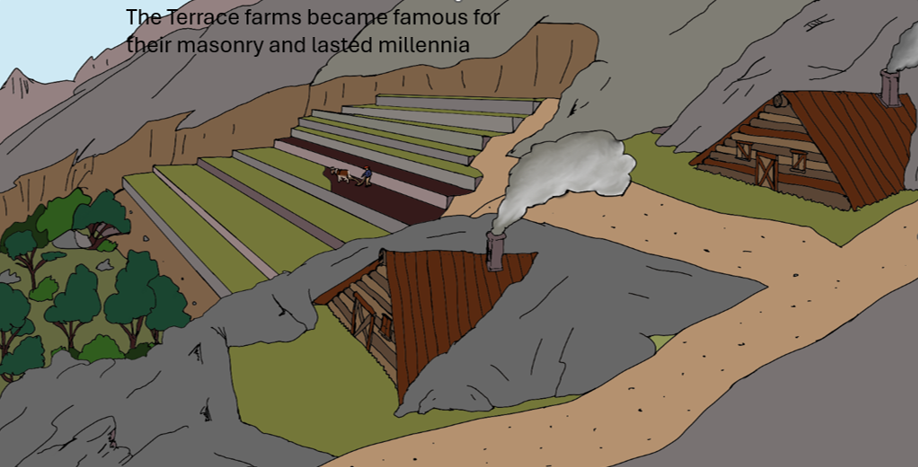 The Terrace farms became famous for
their masonry and lasted millennia